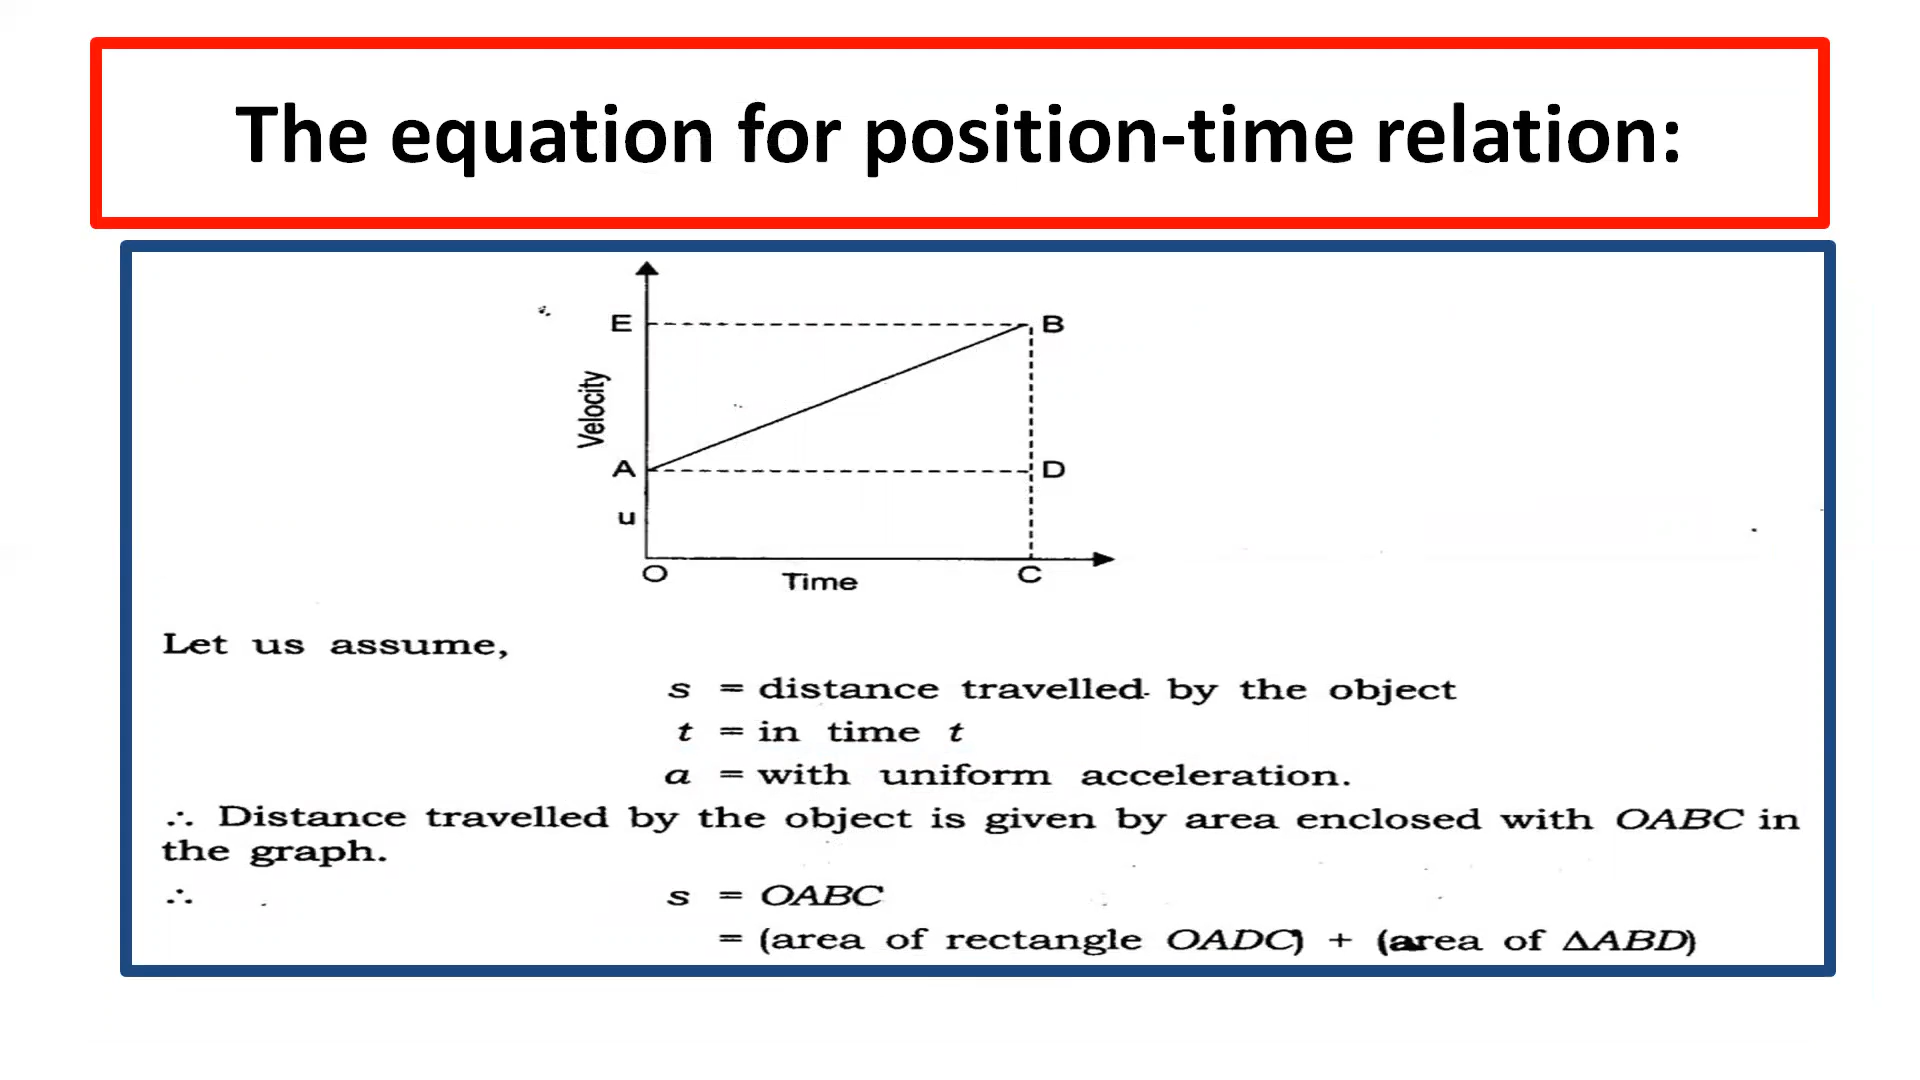 The equation for position-time relation:
E
B
Velocity
A
D
u
O
Time
C
Let us assume,
s = distance travelled by the object
t = in time t
a = with uniform acceleration.
∴ Distance travelled by the object is given by area enclosed with OABC in
the graph.
∴ s = OABC
= (area of rectangle OADC) + (area of ΔABD)